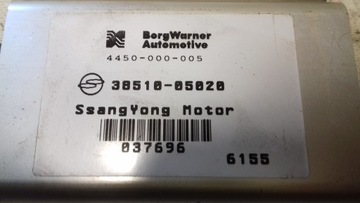 BorgWarner
Automotive
4450-000-005
38510-05020
SsangYong Motor
037696
6155